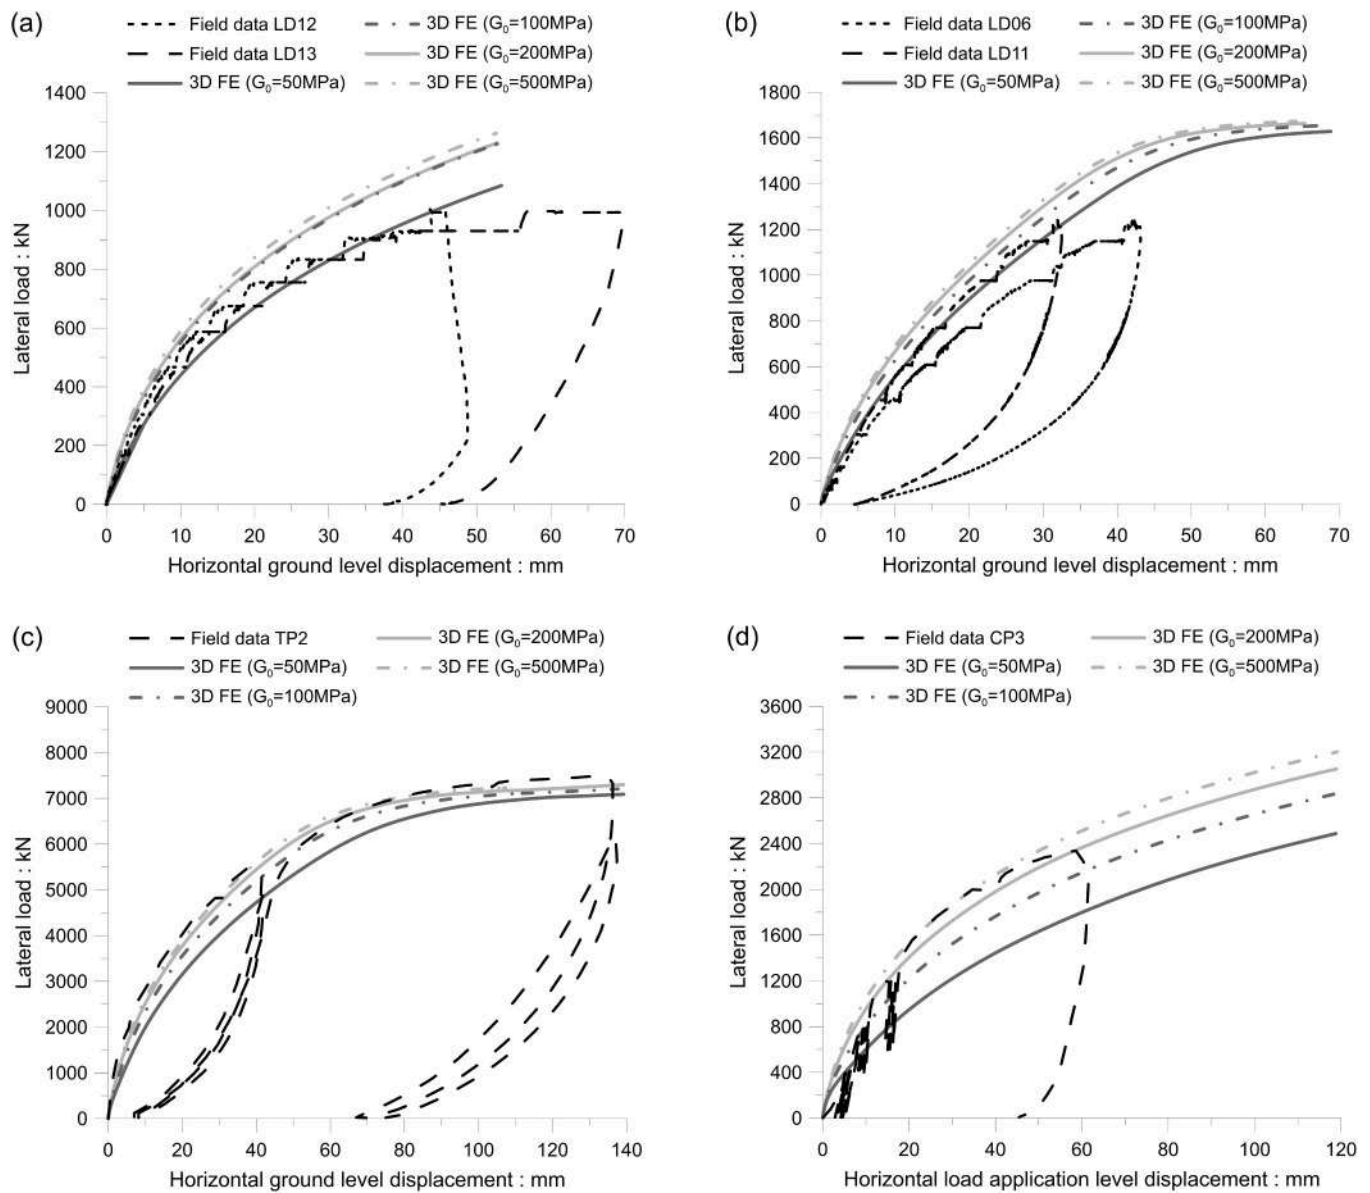 (a)
Field data LD12
3D FE (G₀=100MPa)
Field data LD13
3D FE (G₀=200MPa)
3D FE (G₀=50MPa)
3D FE (G₀=500MPa)
1400
1200
1000
800
600
400
200
0
Lateral load : kN
0 10 20 30 40 50 60 70
Horizontal ground level displacement : mm
(b)
Field data LD06
3D FE (G₀=100MPa)
Field data LD11
3D FE (G₀=200MPa)
3D FE (G₀=50MPa)
3D FE (G₀=500MPa)
1800
1600
1400
1200
1000
800
600
400
200
0
Lateral load : kN
0 10 20 30 40 50 60 70
Horizontal ground level displacement : mm
(c)
Field data TP2
3D FE (G₀=200MPa)
3D FE (G₀=50MPa)
3D FE (G₀=500MPa)
3D FE (G₀=100MPa)
9000
8000
7000
6000
5000
4000
3000
2000
1000
0
Lateral load : kN
0 20 40 60 80 100 120 140
Horizontal ground level displacement : mm
(d)
Field data CP3
3D FE (G₀=200MPa)
3D FE (G₀=50MPa)
3D FE (G₀=500MPa)
3D FE (G₀=100MPa)
3600
3200
2800
2400
2000
1600
1200
800
400
0
Lateral load : kN
0 20 40 60 80 100 120
Horizontal load application level displacement : mm